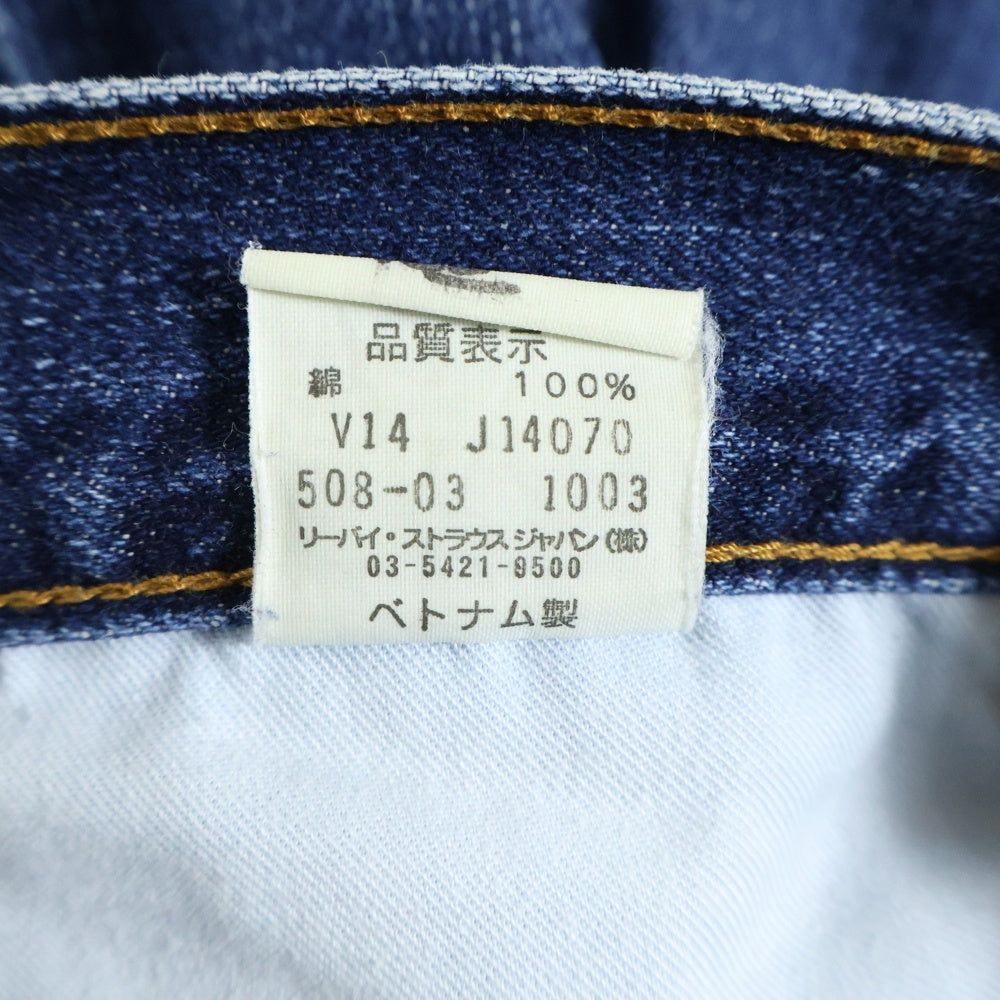 品質表示
綿 100%
V14 J14070
508-03 1003
リーバイ・ストラウスジャパン(株)
03-5421-8500
ベトナム製